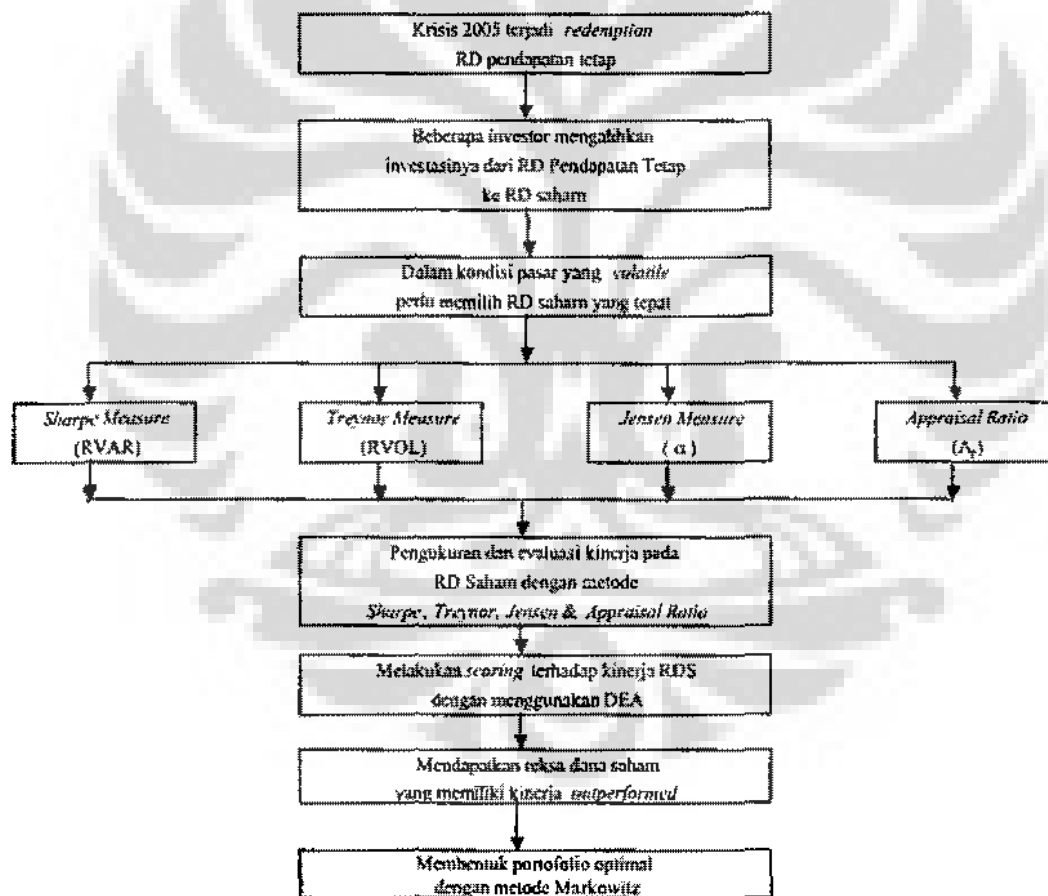 Krisis 2005 terjadi redemption
RD pendapatan tetap
Beberapa investor mengalihkan
investasinya dari RD Pendapatan Tetap
ke RD saham
Dalam kondisi pasar yang volatile
perlu memilih RD saham yang tepat
Sharpe Measure
(RVAR)
Treynor Measure
(RVOL)
Jensen Measure
( α )
Appraisal Ratio
(Ap)
Pengukuran dan evaluasi kinerja pada
RD Saham dengan metode
Sharpe, Treynor, Jensen & Appraisal Ratio
Melakukan scoring terhadap kinerja RDS
dengan menggunakan DEA
Mendapatkan reksa dana saham
yang memiliki kinerja outperformed
Membentuk portofolio optimal
dengan metode Markowitz